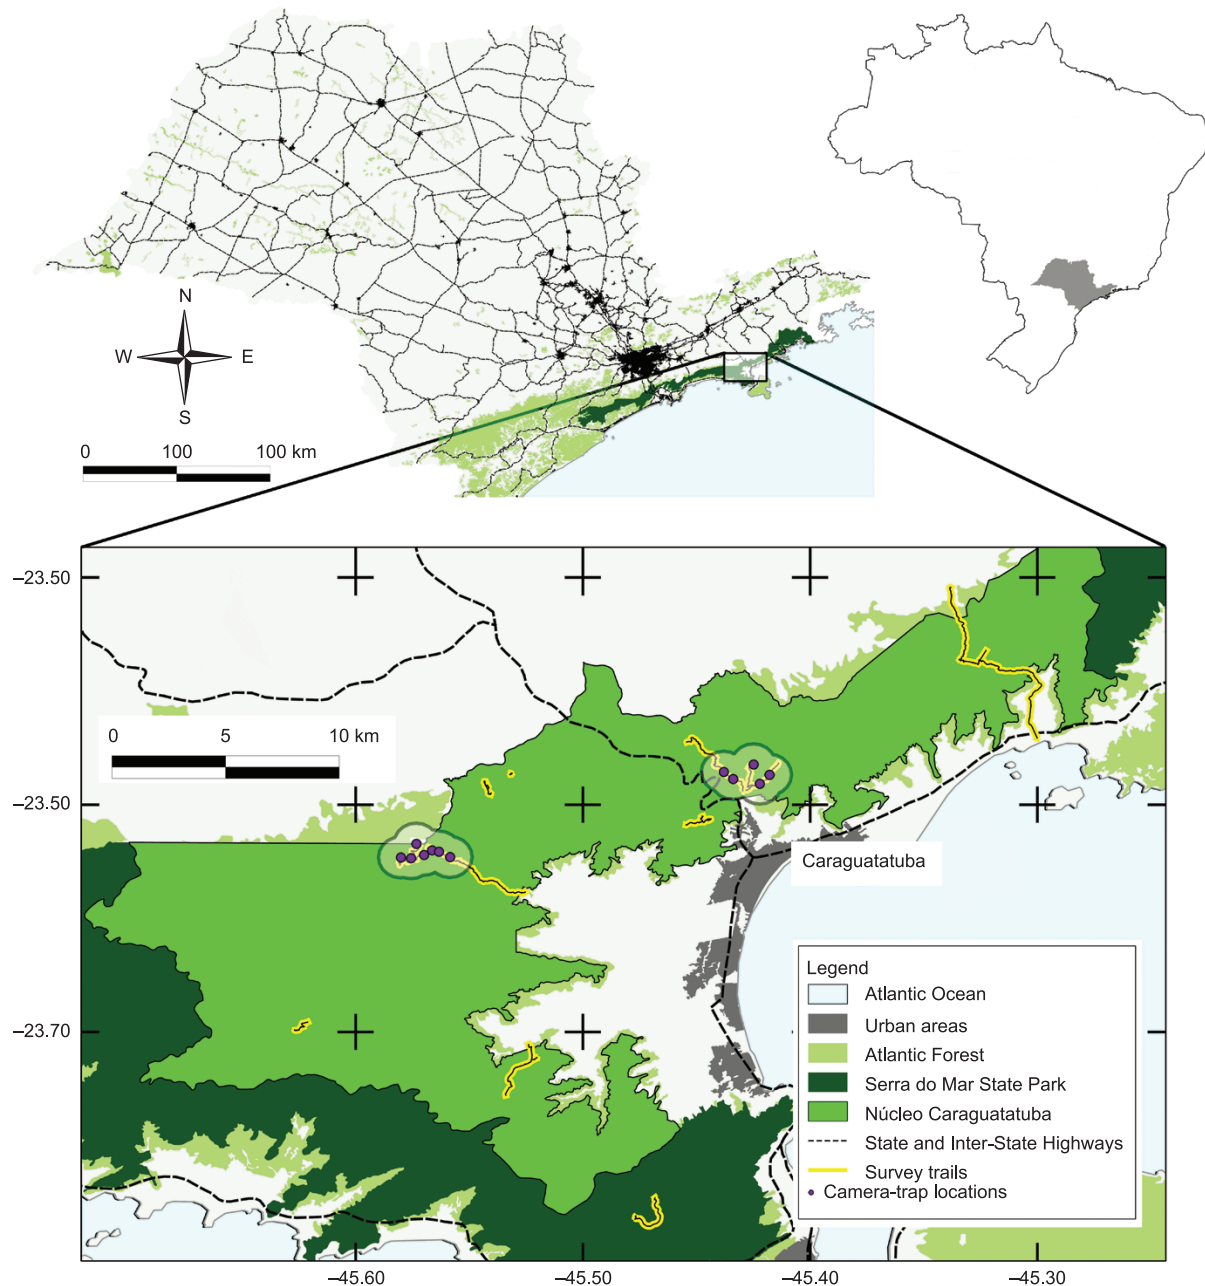 N
W E
S
0 100 100 km
–23.50
0 5 10 km
–23.50
Caraguatatuba
Legend
Atlantic Ocean
Urban areas
–23.70
Atlantic Forest
Serra do Mar State Park
Núcleo Caraguatatuba
State and Inter-State Highways
Survey trails
Camera-trap locations
–45.60 –45.50 –45.40 –45.30